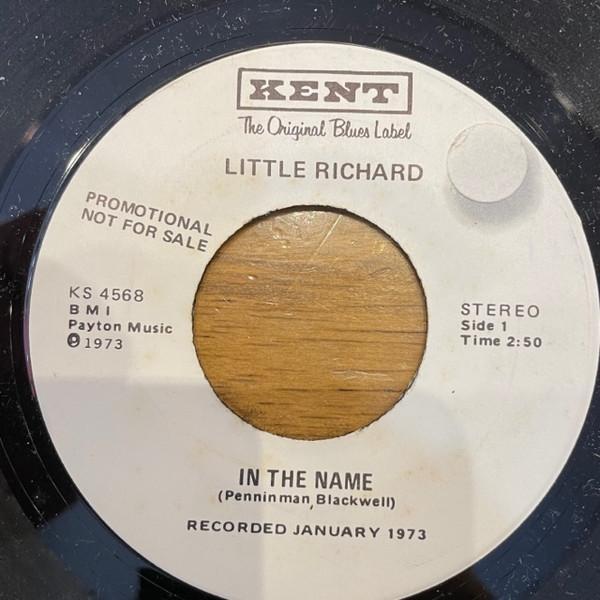 KENT
The Original Blues Label
LITTLE RICHARD
PROMOTIONAL
NOT FOR SALE
KS 4568
B M I
Payton Music
℗ 1973
STEREO
Side 1
Time 2:50
IN THE NAME
(Penninman, Blackwell)
RECORDED JANUARY 1973